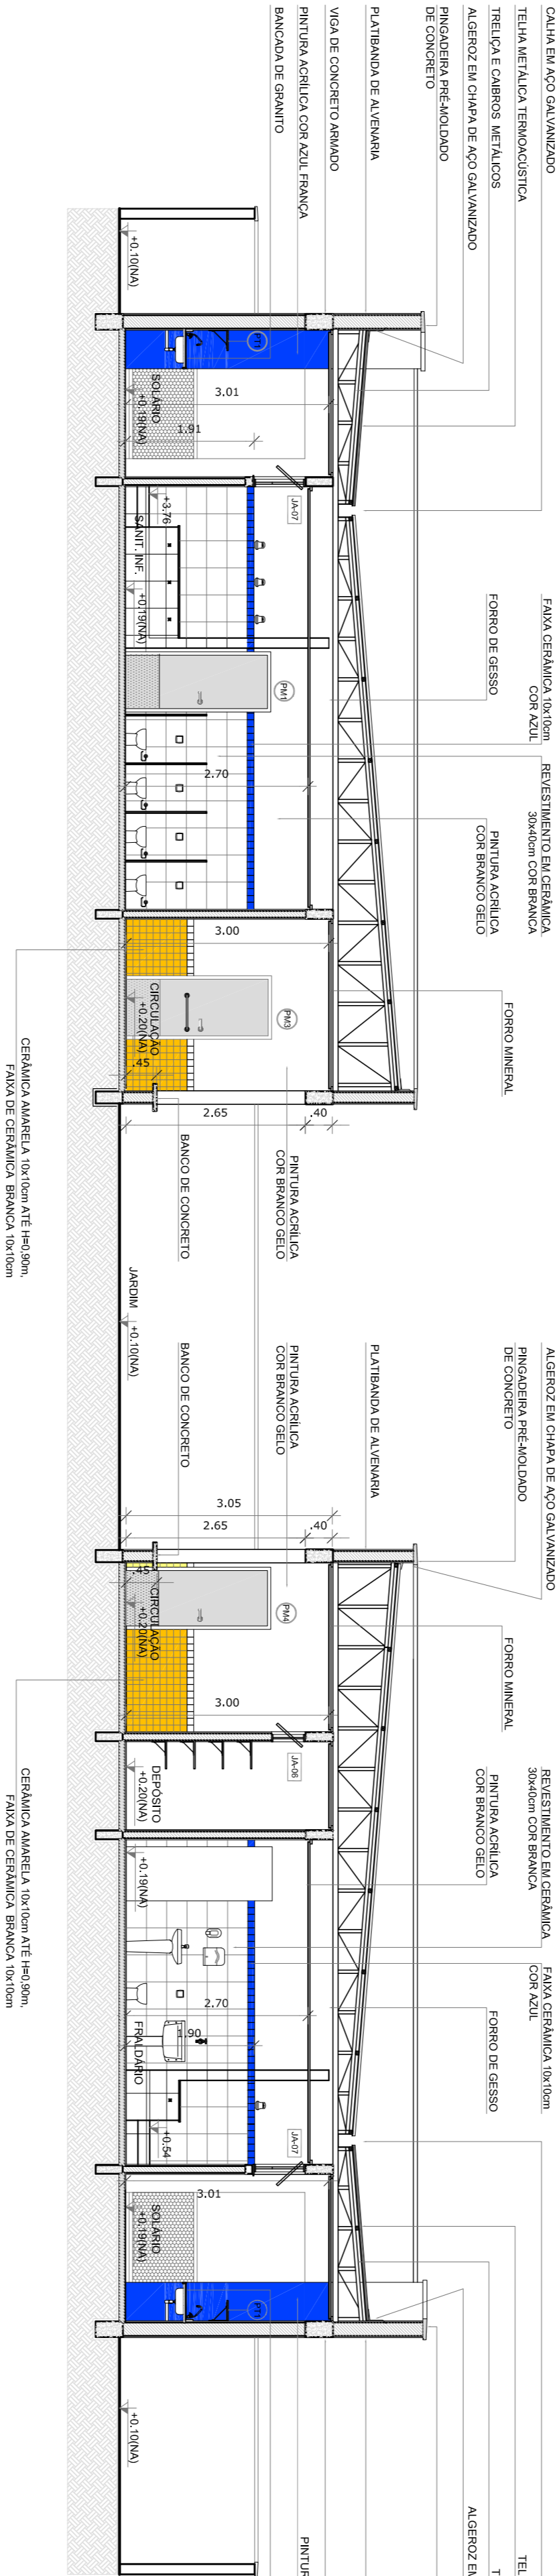 CALHA EM AÇO GALVANIZADO
TELHA METÁLICA TERMOACÚSTICA
TRELIÇA E CAIBROS METÁLICOS
ALGEROZ EM CHAPA DE AÇO GALVANIZADO
PINGADEIRA PRÉ-MOLDADO
DE CONCRETO
PLATIBANDA DE ALVENARIA
VIGA DE CONCRETO ARMADO
PINTURA ACRÍLICA COR AZUL FRANÇA
BANCADA DE GRANITO
+0.10(NA)
PT1
3.01
SOLÁRIO
+0.19(NA)
1.91
JA-07
+3.76
SANIT. INF.
+0.19(NA)
FAIXA CERÂMICA 10x10cm
COR AZUL
FORRO DE GESSO
REVESTIMENTO EM CERÂMICA
30x40cm COR BRANCA
PINTURA ACRÍLICA
COR BRANCO GELO
PM1
2.70
FORRO MINERAL
3.00
CIRCULAÇÃO
+0.20(NA)
PM3
.45
2.65
.40
CERÂMICA AMARELA 10x10cm ATÉ H=0,90m,
FAIXA DE CERÂMICA BRANCA 10x10cm
PINTURA ACRÍLICA
COR BRANCO GELO
BANCO DE CONCRETO
JARDIM
+0.10(NA)
ALGEROZ EM CHAPA DE AÇO GALVANIZADO
PINGADEIRA PRÉ-MOLDADO
DE CONCRETO
PLATIBANDA DE ALVENARIA
PINTURA ACRÍLICA
COR BRANCO GELO
BANCO DE CONCRETO
3.05
2.65
.40
.45
CIRCULAÇÃO
+0.20(NA)
PM4
3.00
FORRO MINERAL
CERÂMICA AMARELA 10x10cm ATÉ H=0,90m,
FAIXA DE CERÂMICA BRANCA 10x10cm
JA-06
DEPÓSITO
+0.20(NA)
REVESTIMENTO EM CERÂMICA
30x40cm COR BRANCA
PINTURA ACRÍLICA
COR BRANCO GELO
FAIXA CERÂMICA 10x10cm
COR AZUL
FORRO DE GESSO
+0.19(NA)
2.70
1.90
FRALDÁRIO
+0.54
JA-07
3.01
SOLÁRIO
+0.19(NA)
PT1
+0.10(NA)
TEL
T
ALGEROZ EM
PINTUR